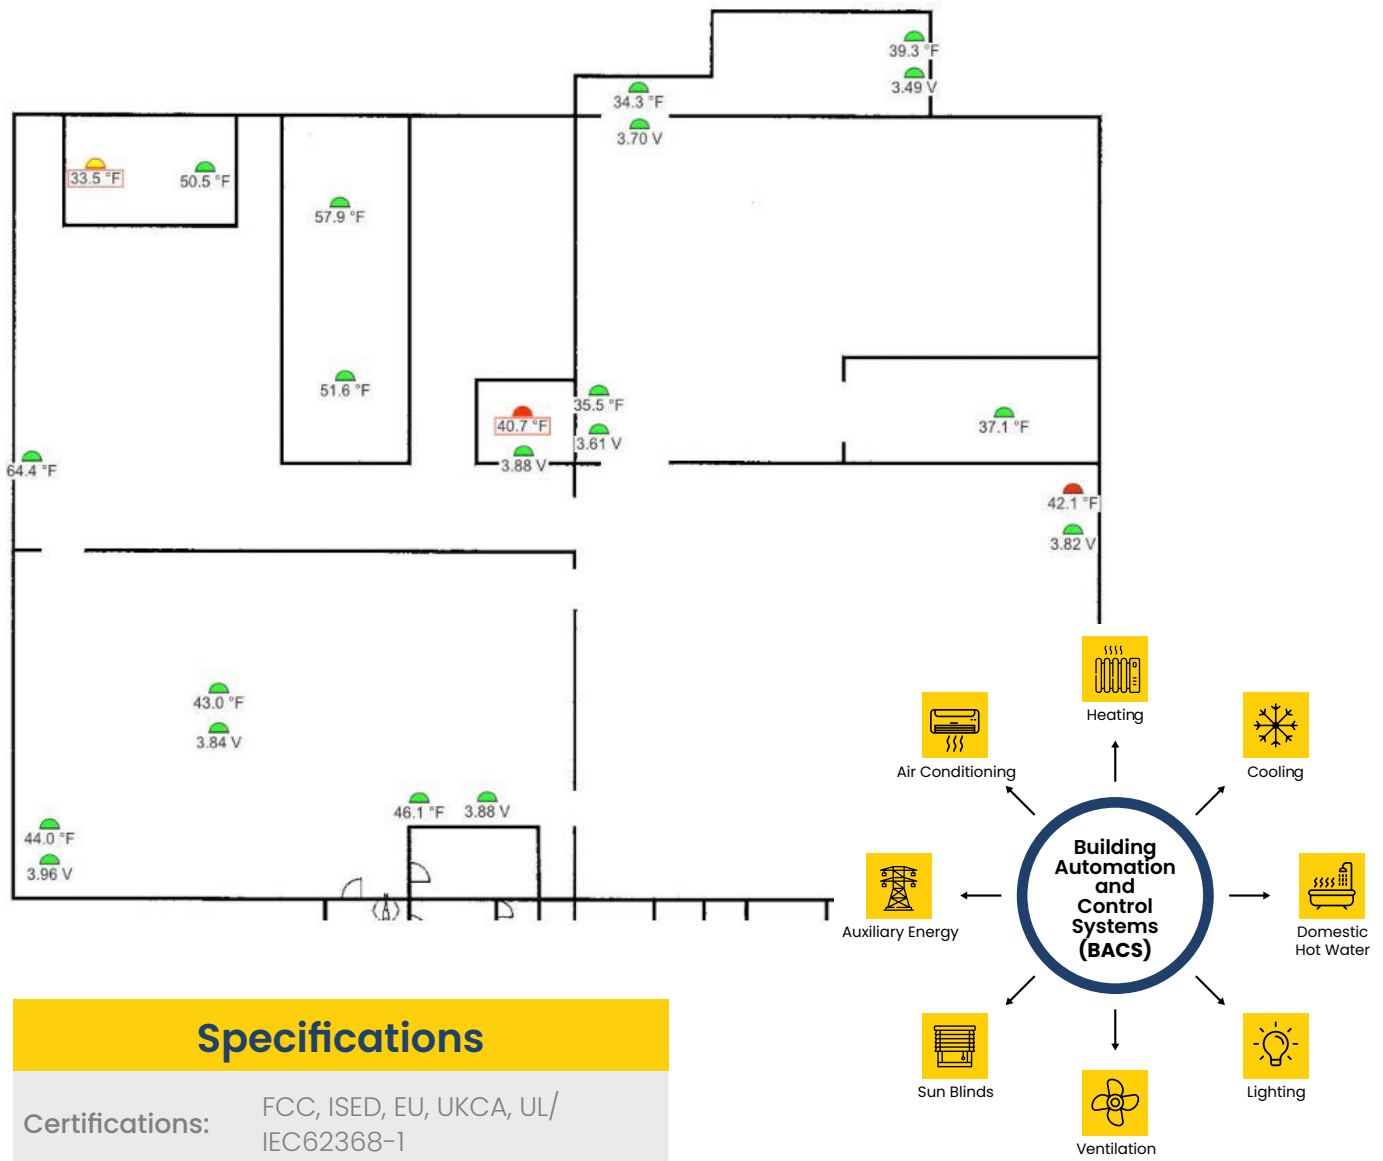 39.3 °F
3.49 V
34.3 °F
3.70 V
33.5 °F
50.5 °F
57.9 °F
51.6 °F
35.5 °F
40.7 °F
3.61 V
37.1 °F
3.88 V
64.4 °F
42.1 °F
3.82 V
43.0 °F
3.84 V
46.1 °F
3.88 V
44.0 °F
3.96 V
Heating
Air Conditioning
Cooling
Building
Automation
and
Control
Systems
(BACS)
Auxiliary Energy
Domestic
Hot Water
Sun Blinds
Lighting
Ventilation
Specifications
Certifications:
FCC, ISED, EU, UKCA, UL/
IEC62368-1